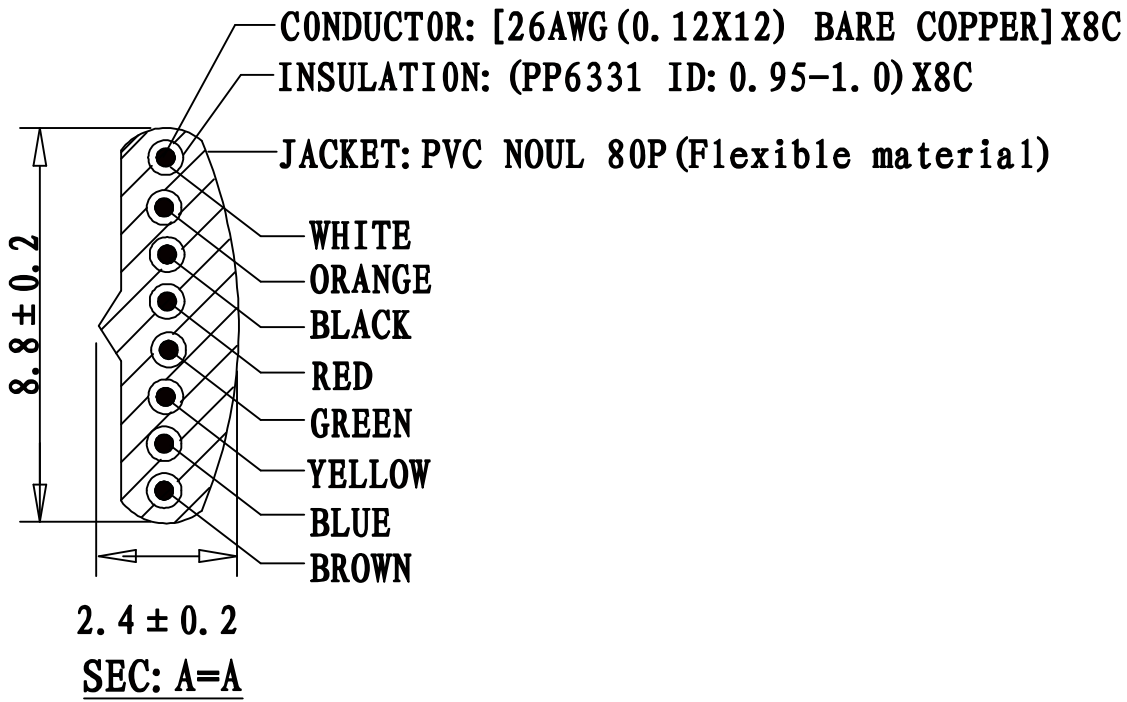 CONDUCTOR: [26AWG(0.12X12) BARE COPPER]X8C
INSULATION: (PP6331 ID:0.95-1.0)X8C
JACKET: PVC NOUL 80P(Flexible material)
WHITE
ORANGE
BLACK
RED
GREEN
YELLOW
BLUE
BROWN
8.8±0.2
2.4±0.2
SEC: A=A